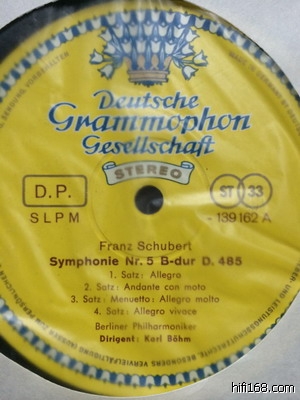 Deutsche
Grammophon
Gesellschaft
STEREO
D.P.
SLPM
ST 33
- 139162 A
Franz Schubert
Symphonie Nr. 5 B-dur D. 485
1. Satz: Allegro
2. Satz: Andante con moto
3. Satz: Menuetto: Allegro molto
4. Satz: Allegro vivace
Berliner Philharmoniker
Dirigent: Karl Böhm
hifi168.com